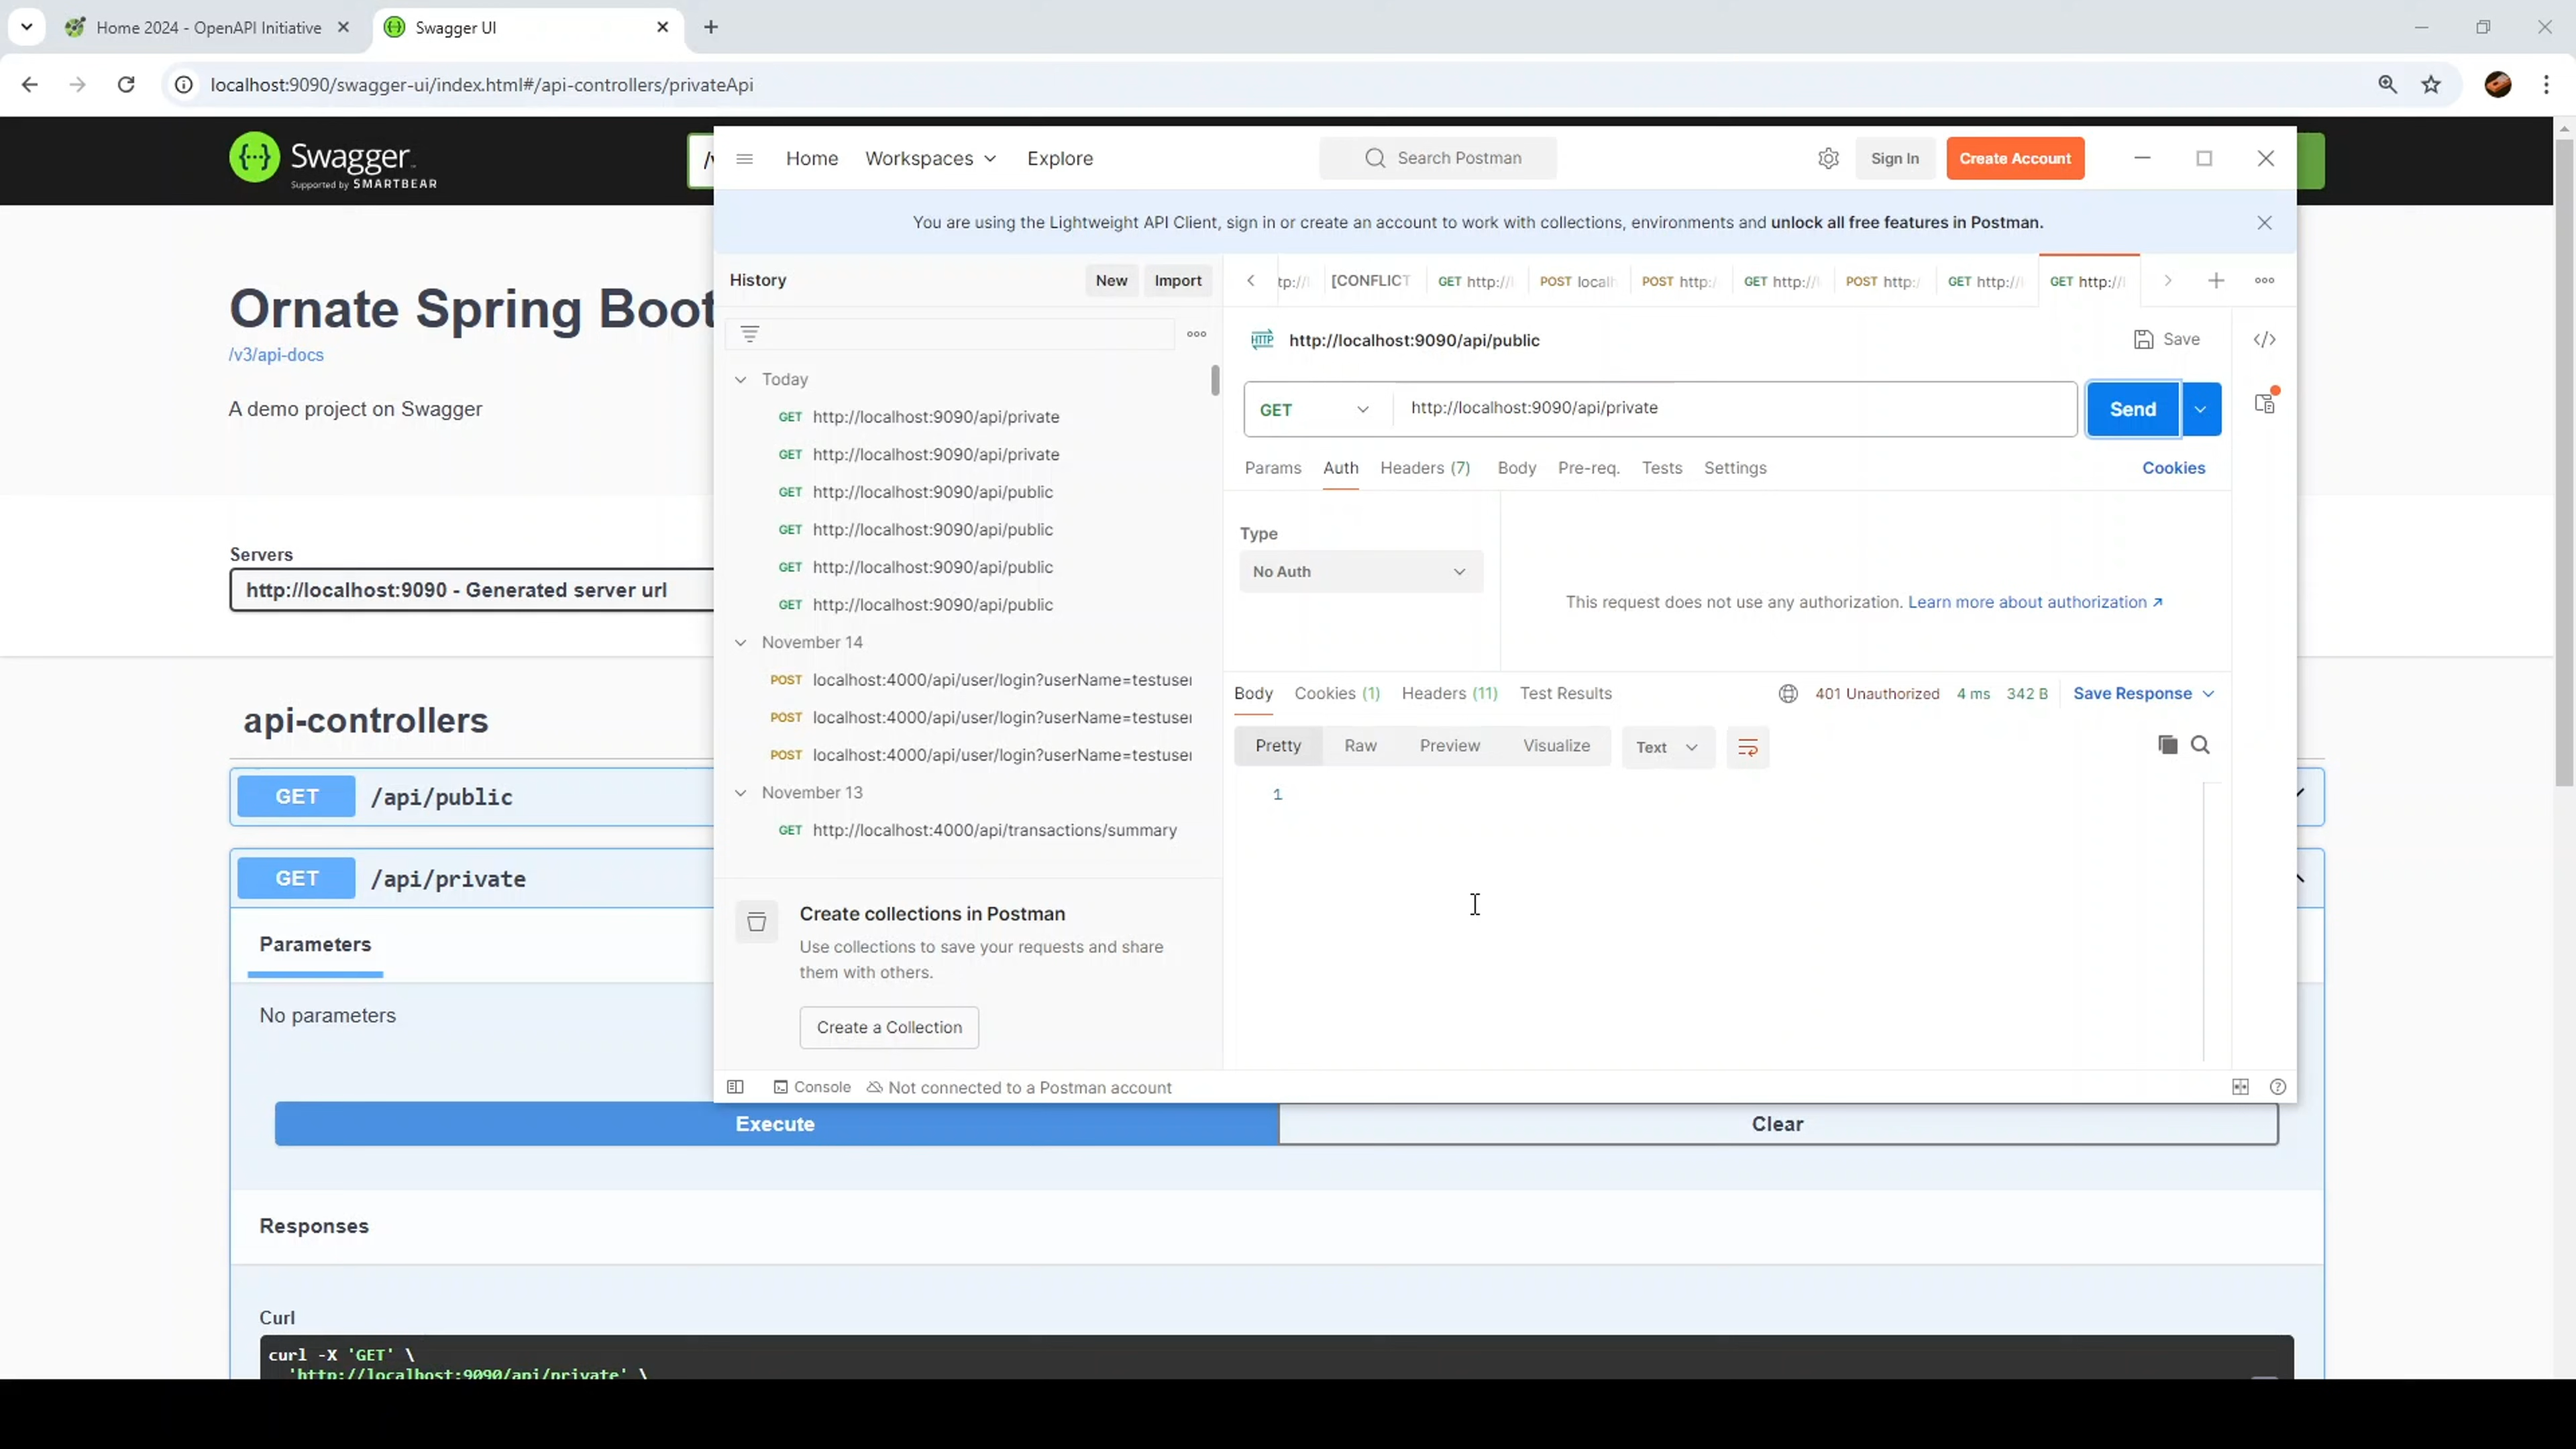 Home 2024 - OpenAPI Initiative
Swagger UI
localhost:9090/swagger-ui/index.html#/api-controllers/privateApi
Swagger
Supported by SMARTBEAR
Ornate Spring Boot
/v3/api-docs
A demo project on Swagger
Servers
http://localhost:9090 - Generated server url
api-controllers
GET /api/public
GET /api/private
Parameters
No parameters
Home Workspaces Explore
Search Postman
Sign In
Create Account
You are using the Lightweight API Client, sign in or create an account to work with collections, environments and unlock all free features in Postman.
History
New
Import
Today
GET http://localhost:9090/api/private
GET http://localhost:9090/api/private
GET http://localhost:9090/api/public
GET http://localhost:9090/api/public
GET http://localhost:9090/api/public
GET http://localhost:9090/api/public
November 14
POST localhost:4000/api/user/login?userName=testuser
POST localhost:4000/api/user/login?userName=testuser
POST localhost:4000/api/user/login?userName=testuser
November 13
GET http://localhost:4000/api/transactions/summary
Create collections in Postman
Use collections to save your requests and share
them with others.
Create a Collection
tp:// [CONFLICT GET http:// POST local POST http:/ GET http:// POST http:/ GET http:// GET http://
HTTP http://localhost:9090/api/public
Save
GET http://localhost:9090/api/private
Send
Params Auth Headers (7) Body Pre-req. Tests Settings Cookies
Type
No Auth
This request does not use any authorization. Learn more about authorization ↗
Body Cookies (1) Headers (11) Test Results 401 Unauthorized 4 ms 342 B Save Response
Pretty Raw Preview Visualize Text
1
Console Not connected to a Postman account
Execute
Clear
Responses
Curl
curl -X 'GET' \
'http://localhost:9090/api/private' \